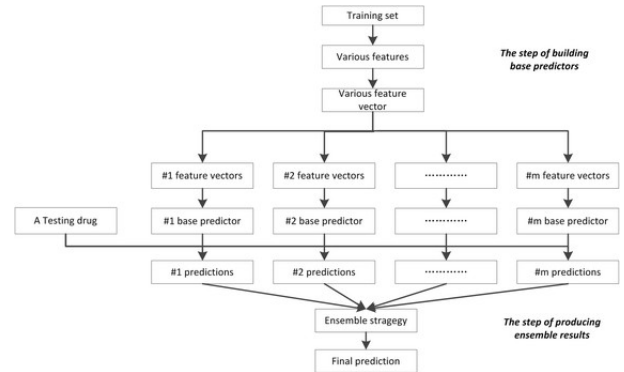 Training set
Various features
The step of building
base predictors
Various feature
vector
#1 feature vectors
#2 feature vectors
…………
#m feature vectors
A Testing drug
#1 base predictor
#2 base predictor
…………
#m base predictor
#1 predictions
#2 predictions
…………
#m predictions
Ensemble stragegy
The step of producing
ensemble results
Final prediction